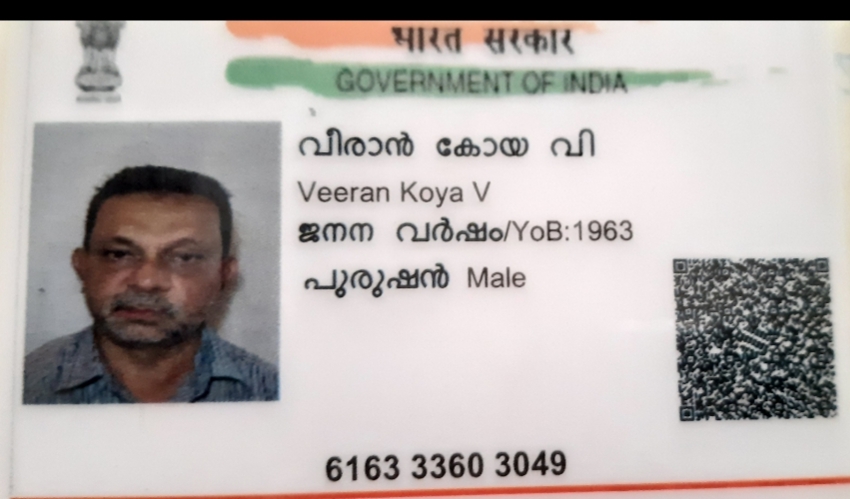 भारत सरकार
GOVERNMENT OF INDIA
വീരാൻ കോയ വി
Veeran Koya V
ജനന വർഷം/YoB:1963
പുരുഷൻ Male
6163 3360 3049